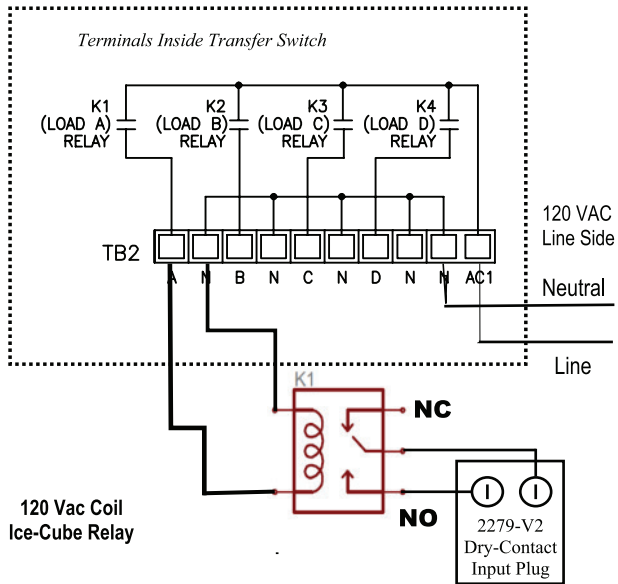 Terminals Inside Transfer Switch
K1
(LOAD A)
RELAY
K2
(LOAD B)
RELAY
K3
(LOAD C)
RELAY
K4
(LOAD D)
RELAY
TB2
A N B N C N D N N AC1
120 VAC
Line Side
Neutral
Line
K1
NC
NO
120 Vac Coil
Ice-Cube Relay
2279-V2
Dry-Contact
Input Plug